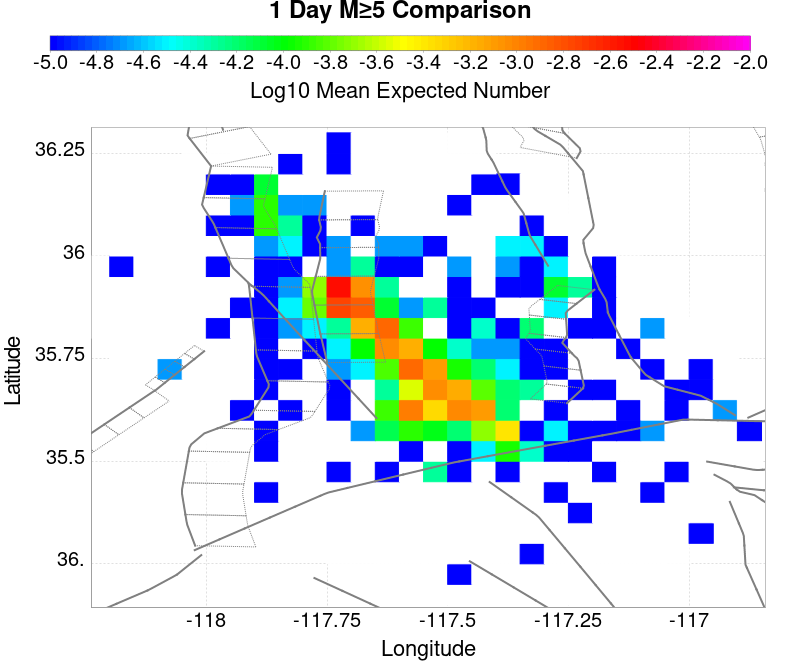 1 Day M≥5 Comparison
-5.0 -4.8 -4.6 -4.4 -4.2 -4.0 -3.8 -3.6 -3.4 -3.2 -3.0 -2.8 -2.6 -2.4 -2.2 -2.0
Log10 Mean Expected Number
36.25
36
35.75
35.5
36.
Latitude
-118 -117.75 -117.5 -117.25 -117
Longitude